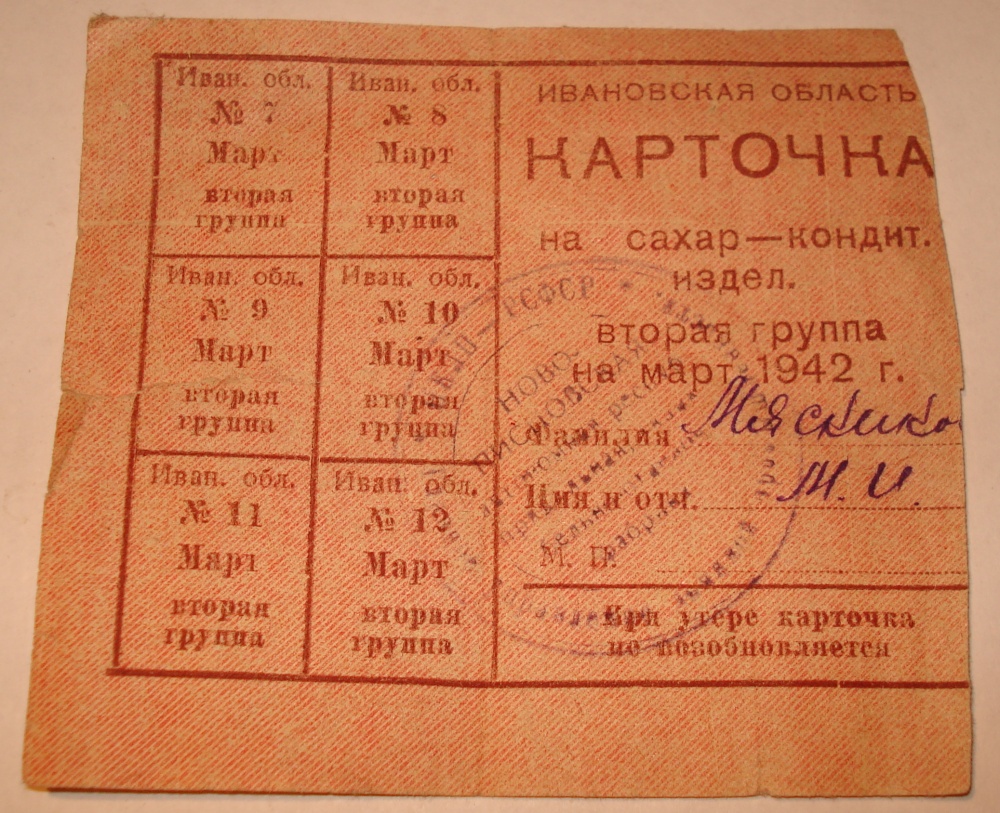 Иван. обл.
№ 7
Март
вторая
группа
Иван. обл.
№ 8
Март
вторая
группа
Иван. обл.
№ 9
Март
вторая
группа
Иван. обл.
№ 10
Март
вторая
группа
Иван. обл.
№ 11
Март
вторая
группа
Иван. обл.
№ 12
Март
вторая
группа
ИВАНОВСКАЯ ОБЛАСТЬ
КАРТОЧКА
на сахар—кондит.
издел.
вторая группа
на март 1942 г.
Фамилия
Имя и отч. М. И.
М. П.
При утере карточка
не возобновляется
РСФСР
НОВО-
ПИСЦОВСКАЯ